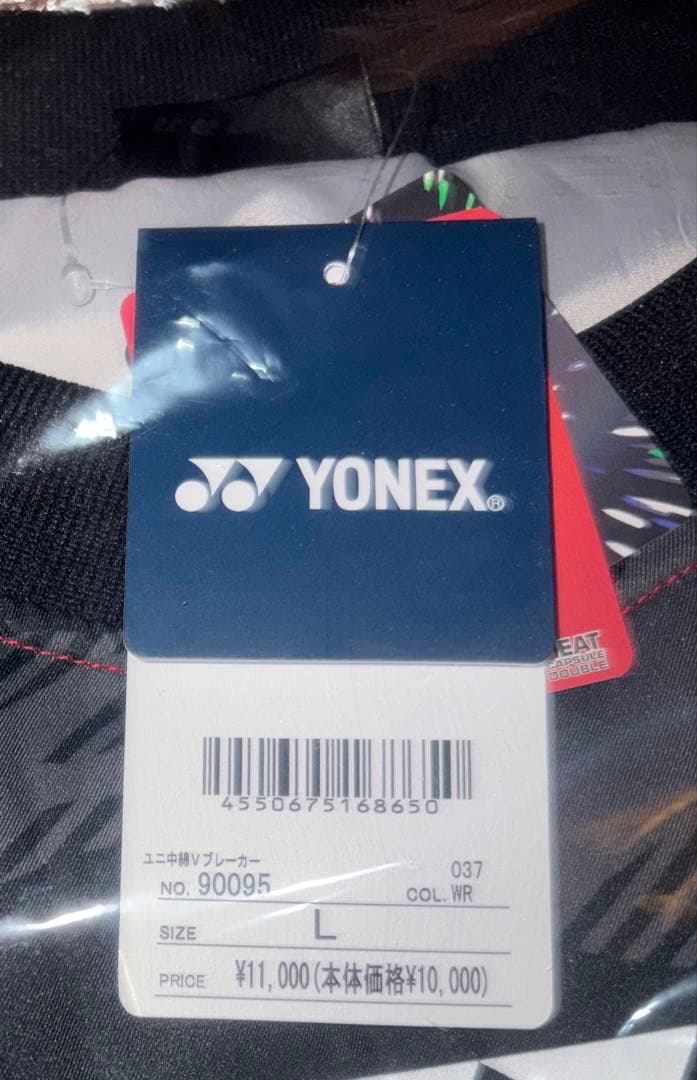 YONEX®
HEAT
CAPSULE
DOUBLE
4550675168650
ユニ中綿Vブレーカー
037
NO. 90095 COL. WR
SIZE L
PRICE ¥11,000(本体価格¥10,000)